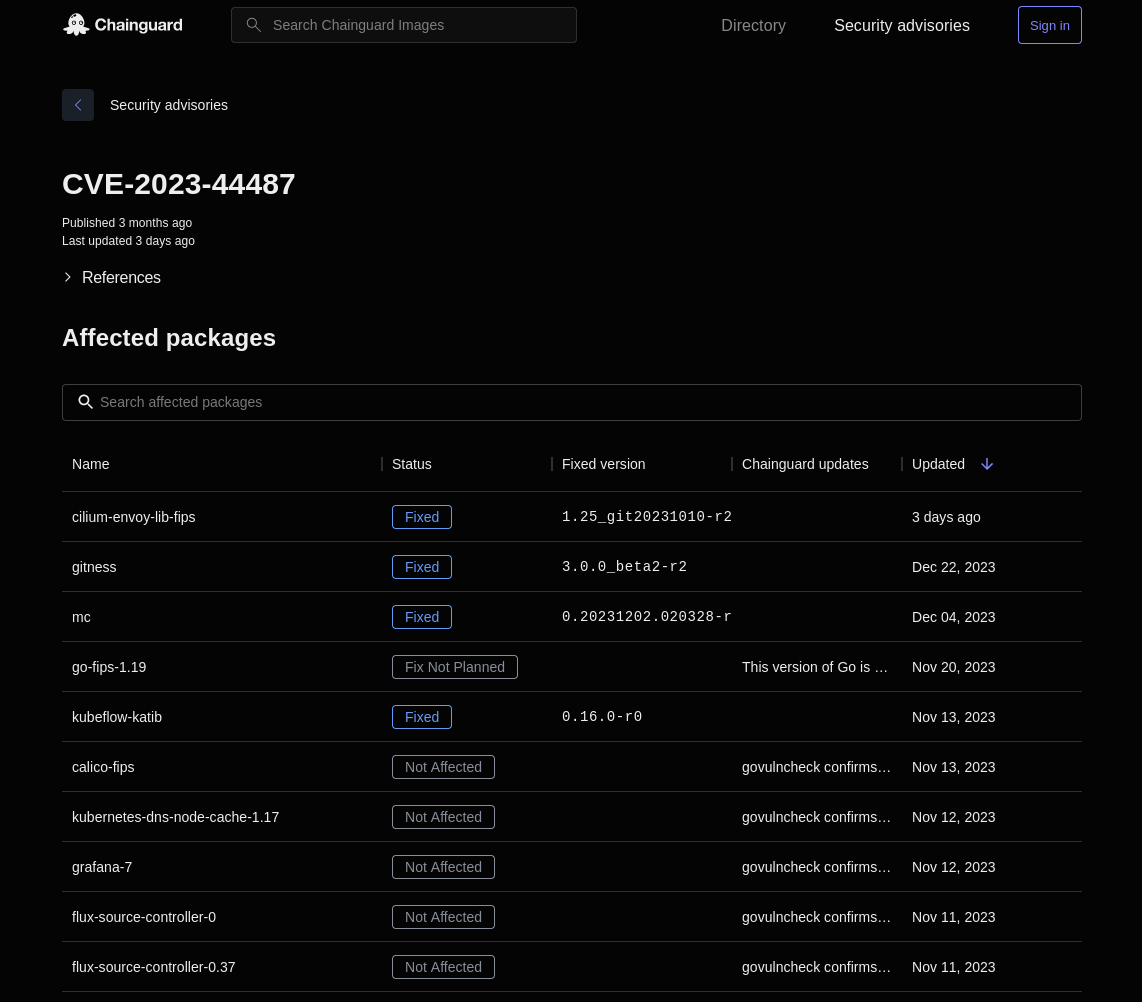 Chainguard Search Chainguard Images Directory Security advisories Sign in
Security advisories
CVE-2023-44487
Published 3 months ago
Last updated 3 days ago
References
Affected packages
Search affected packages
Name Status Fixed version Chainguard updates Updated
cilium-envoy-lib-fips Fixed 1.25_git20231010-r2 3 days ago
gitness Fixed 3.0.0_beta2-r2 Dec 22, 2023
mc Fixed 0.20231202.020328-r Dec 04, 2023
go-fips-1.19 Fix Not Planned This version of Go is … Nov 20, 2023
kubeflow-katib Fixed 0.16.0-r0 Nov 13, 2023
calico-fips Not Affected govulncheck confirms… Nov 13, 2023
kubernetes-dns-node-cache-1.17 Not Affected govulncheck confirms… Nov 12, 2023
grafana-7 Not Affected govulncheck confirms… Nov 12, 2023
flux-source-controller-0 Not Affected govulncheck confirms… Nov 11, 2023
flux-source-controller-0.37 Not Affected govulncheck confirms… Nov 11, 2023